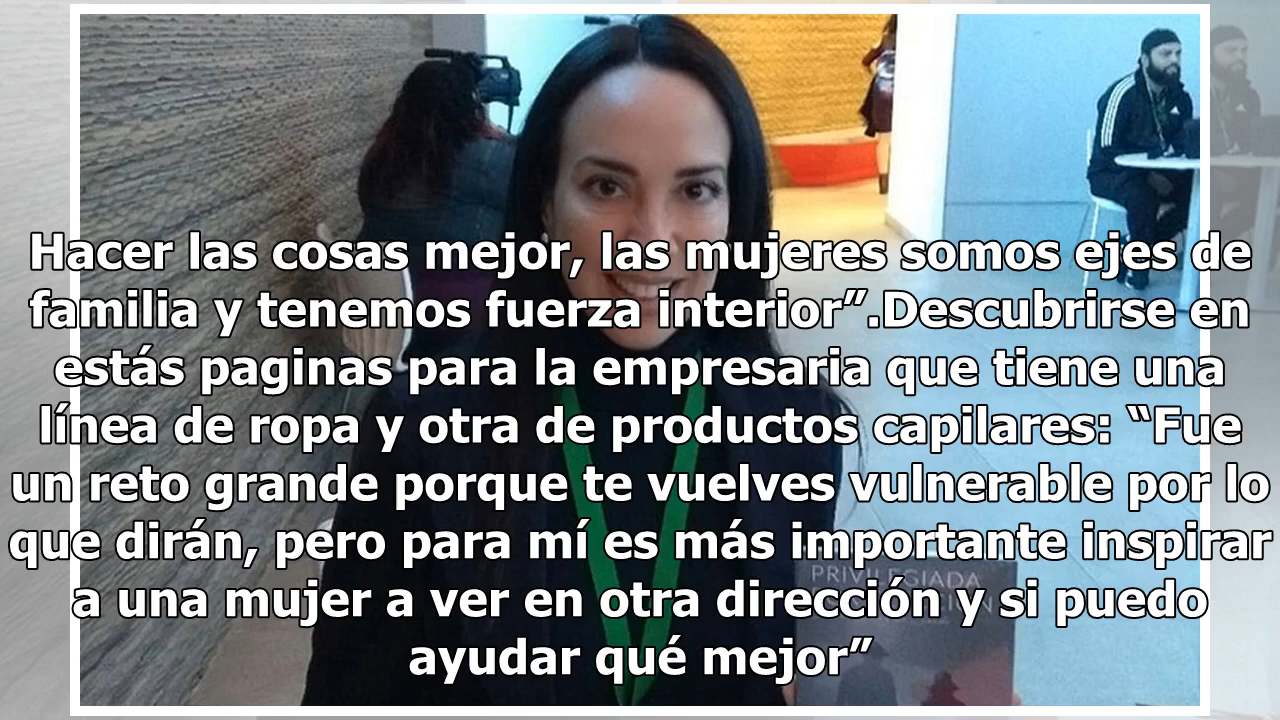 Hacer las cosas mejor, las mujeres somos ejes de
familia y tenemos fuerza interior”.Descubrirse en
estás paginas para la empresaria que tiene una
línea de ropa y otra de productos capilares: “Fue
un reto grande porque te vuelves vulnerable por lo
que dirán, pero para mí es más importante inspirar
a una mujer a ver en otra dirección y si puedo
ayudar qué mejor”
PRIVILEGIADA